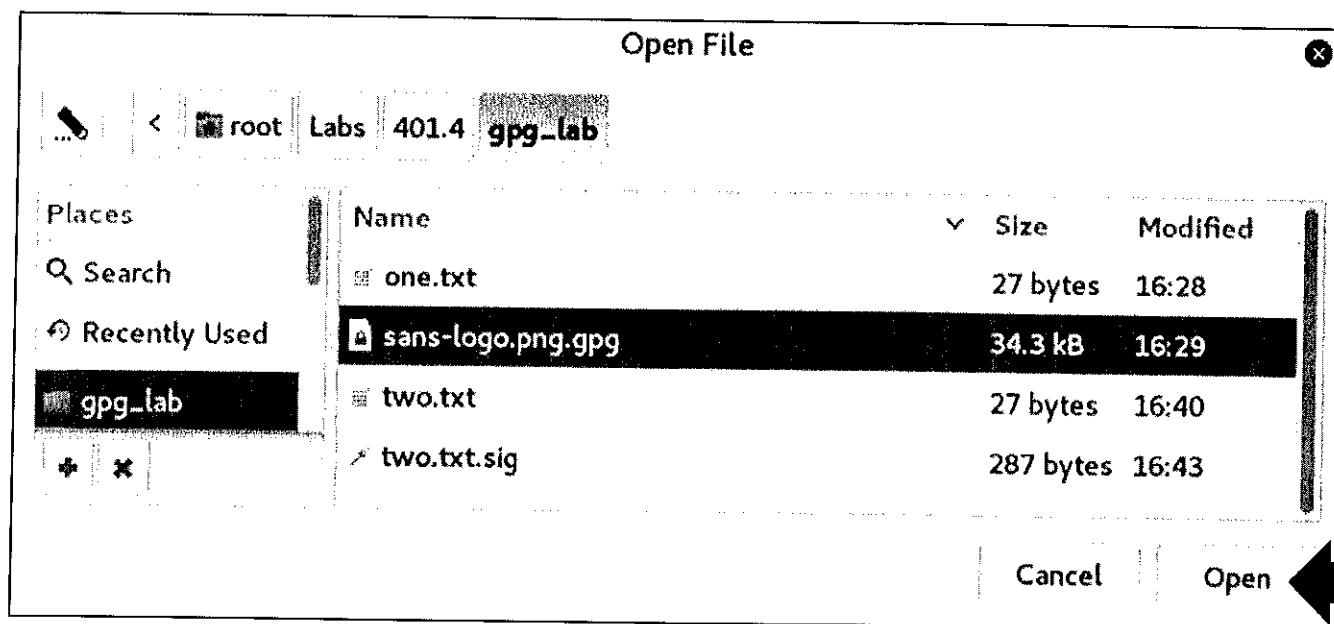 Open File
... < root Labs 401.4 gpg_lab
Places
Search
Recently Used
gpg_lab
Name Size Modified
one.txt 27 bytes 16:28
sans-logo.png.gpg 34.3 kB 16:29
two.txt 27 bytes 16:40
two.txt.sig 287 bytes 16:43
Cancel Open